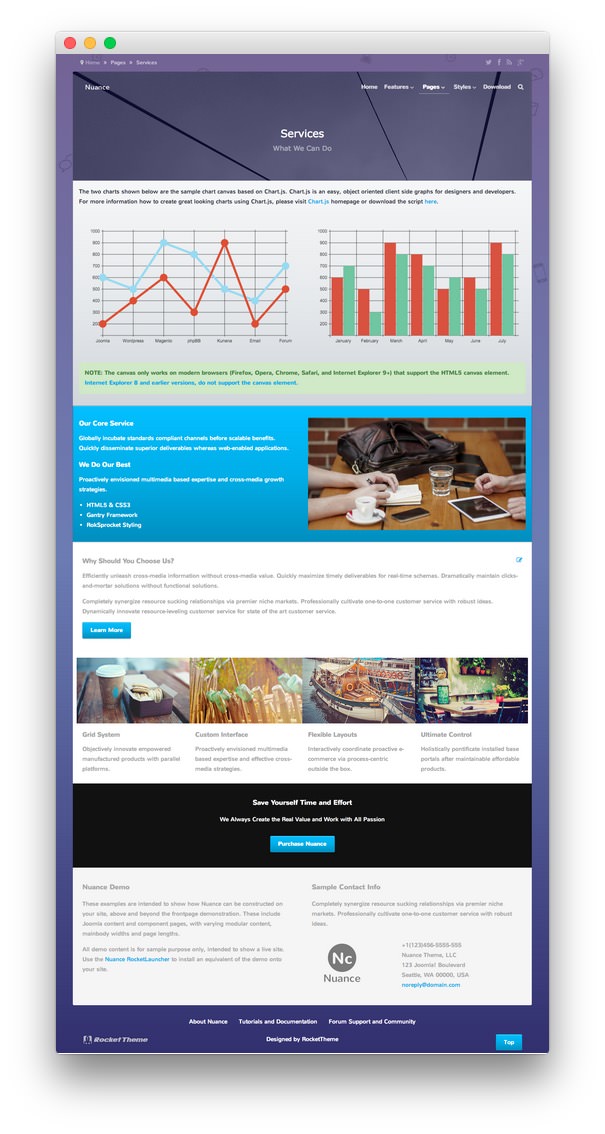 Home » Pages » Services
Nuance
Home Features Pages Styles Download
Services
What We Can Do
The two charts shown below are the sample chart canvas based on Chart.js. Chart.js is an easy, object oriented client side graphs for designers and developers.
For more information how to create great looking charts using Chart.js, please visit Chart.js homepage or download the script here.
1000
900
800
700
600
500
400
300
200
Joomla Wordpress Magento phpBB Kunena Email Forum
1000
900
800
700
600
500
400
300
200
100
January February March April May June July
NOTE: The canvas only works on modern browsers (Firefox, Opera, Chrome, Safari, and Internet Explorer 9+) that support the HTML5 canvas element.
Internet Explorer 8 and earlier versions, do not support the canvas element.
Our Core Service
Globally incubate standards compliant channels before scalable benefits.
Quickly disseminate superior deliverables whereas web-enabled applications.
We Do Our Best
Proactively envisioned multimedia based expertise and cross-media growth
strategies.
• HTML5 & CSS3
• Gantry Framework
• RokSprocket Styling
Why Should You Choose Us?
Efficiently unleash cross-media information without cross-media value. Quickly maximize timely deliverables for real-time schemas. Dramatically maintain clicks-
and-mortar solutions without functional solutions.
Completely synergize resource sucking relationships via premier niche markets. Professionally cultivate one-to-one customer service with robust ideas.
Dynamically innovate resource-leveling customer service for state of the art customer service.
Learn More
Grid System
Objectively innovate empowered
manufactured products with parallel
platforms.
Custom Interface
Proactively envisioned multimedia
based expertise and effective cross-
media strategies.
Flexible Layouts
Interactively coordinate proactive e-
commerce via process-centric
outside the box.
Ultimate Control
Holistically pontificate installed base
portals after maintainable affordable
products.
Save Yourself Time and Effort
We Always Create the Real Value and Work with All Passion
Purchase Nuance
Nuance Demo
These examples are intended to show how Nuance can be constructed on
your site, above and beyond the frontpage demonstration. These include
Joomla content and component pages, with varying modular content,
mainbody widths and page lengths.
All demo content is for sample purpose only, intended to show a live site.
Use the Nuance RocketLauncher to install an equivalent of the demo onto
your site.
Sample Contact Info
Completely synergize resource sucking relationships via premier niche
markets. Professionally cultivate one-to-one customer service with robust
ideas.
Nc
Nuance
+1(123)456-5555-555
Nuance Theme, LLC
123 Joomla! Boulevard
Seattle, WA 00000, USA
noreply@domain.com
About Nuance Tutorials and Documentation Forum Support and Community
RocketTheme
Designed by RocketTheme
Top